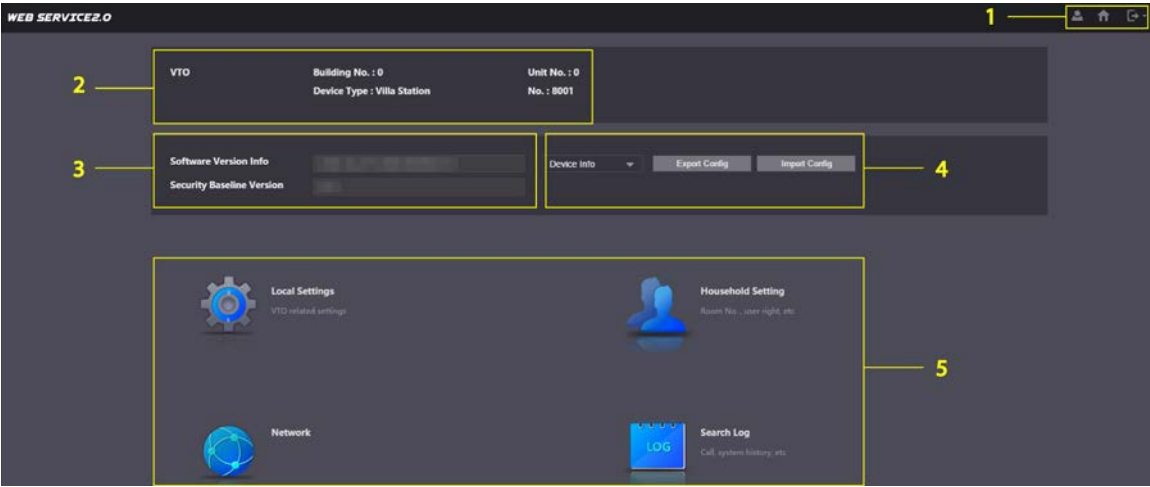 WEB SERVICE2.0
1
2
VTO Building No. : 0 Unit No. : 0
Device Type : Villa Station No. : 8001
3
Software Version Info
Security Baseline Version
Device Info Export Config Import Config
4
Local Settings
VTO related settings
Household Setting
Room No., user right, etc
5
Network
LOG
Search Log
Call, system history, etc